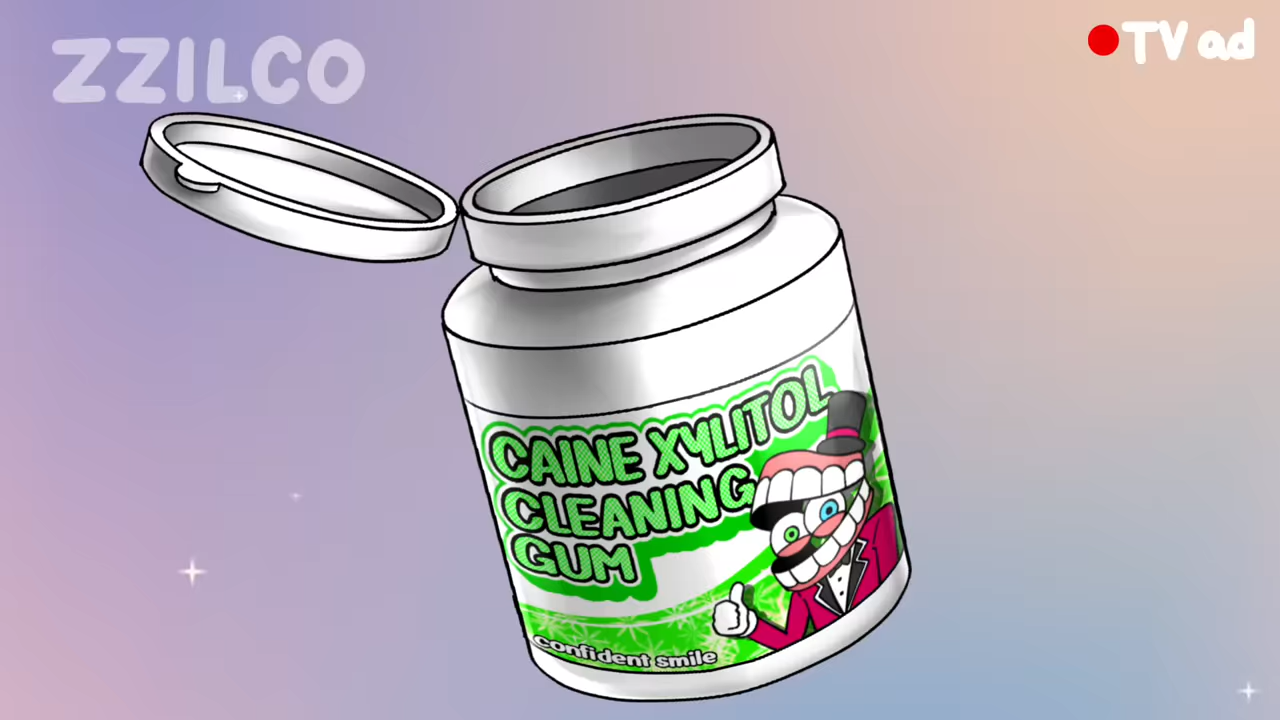 ZZILCO
TV ad
CAINE XYLITOL
CLEANING
GUM
confident smile